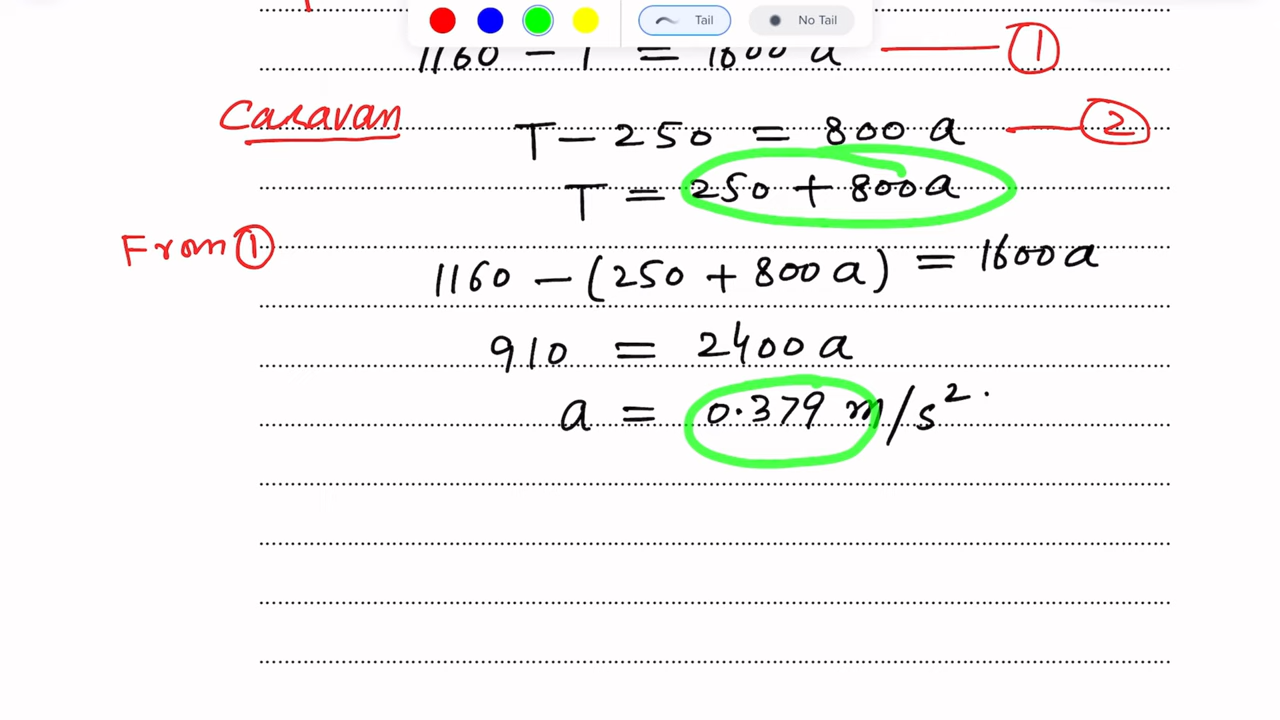 Tail No Tail
1160 - T = 1600 a ①
Caravan T - 250 = 800 a ②
T = 250 + 800a
From ① 1160 - (250 + 800a) = 1600a
910 = 2400 a
a = 0.379 m/s².